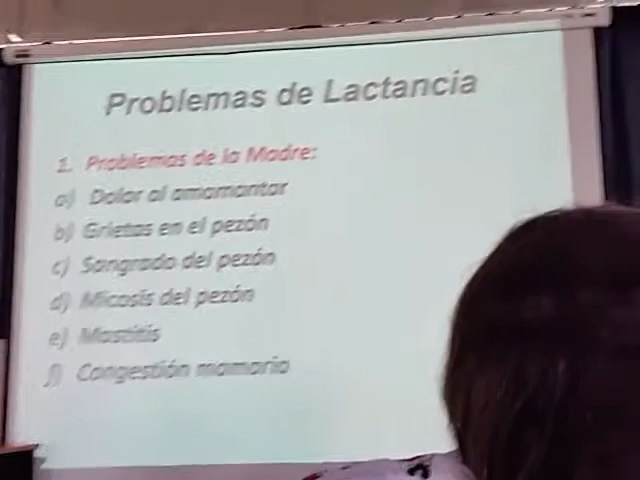 Problemas de Lactancia
1. Problemas de la Madre:
a) Dolor al amamantar
b) Grietas en el pezón
c) Sangrado del pezón
d) Micosis del pezón
e) Mastitis
f) Congestión mamaria